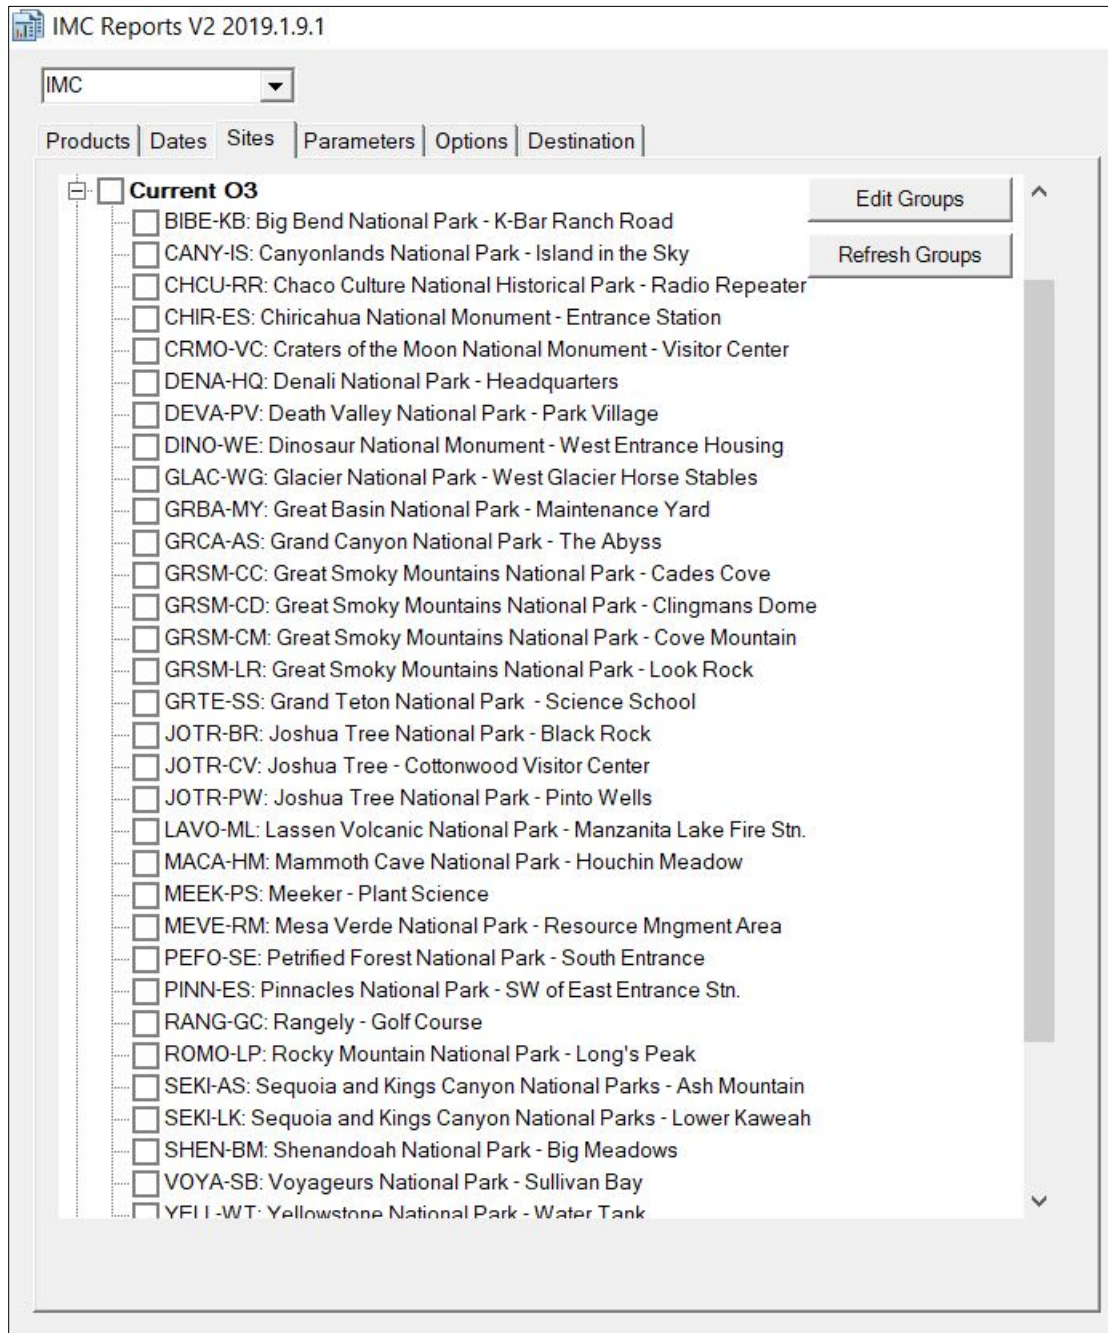 IMC Reports V2 2019.1.9.1
IMC
Products Dates Sites Parameters Options Destination
Current O3
Edit Groups
BIBE-KB: Big Bend National Park - K-Bar Ranch Road
CANY-IS: Canyonlands National Park - Island in the Sky
Refresh Groups
CHCU-RR: Chaco Culture National Historical Park - Radio Repeater
CHIR-ES: Chiricahua National Monument - Entrance Station
CRMO-VC: Craters of the Moon National Monument - Visitor Center
DENA-HQ: Denali National Park - Headquarters
DEVA-PV: Death Valley National Park - Park Village
DINO-WE: Dinosaur National Monument - West Entrance Housing
GLAC-WG: Glacier National Park - West Glacier Horse Stables
GRBA-MY: Great Basin National Park - Maintenance Yard
GRCA-AS: Grand Canyon National Park - The Abyss
GRSM-CC: Great Smoky Mountains National Park - Cades Cove
GRSM-CD: Great Smoky Mountains National Park - Clingmans Dome
GRSM-CM: Great Smoky Mountains National Park - Cove Mountain
GRSM-LR: Great Smoky Mountains National Park - Look Rock
GRTE-SS: Grand Teton National Park  - Science School
JOTR-BR: Joshua Tree National Park - Black Rock
JOTR-CV: Joshua Tree - Cottonwood Visitor Center
JOTR-PW: Joshua Tree National Park - Pinto Wells
LAVO-ML: Lassen Volcanic National Park - Manzanita Lake Fire Stn.
MACA-HM: Mammoth Cave National Park - Houchin Meadow
MEEK-PS: Meeker - Plant Science
MEVE-RM: Mesa Verde National Park - Resource Mngment Area
PEFO-SE: Petrified Forest National Park - South Entrance
PINN-ES: Pinnacles National Park - SW of East Entrance Stn.
RANG-GC: Rangely - Golf Course
ROMO-LP: Rocky Mountain National Park - Long's Peak
SEKI-AS: Sequoia and Kings Canyon National Parks - Ash Mountain
SEKI-LK: Sequoia and Kings Canyon National Parks - Lower Kaweah
SHEN-BM: Shenandoah National Park - Big Meadows
VOYA-SB: Voyageurs National Park - Sullivan Bay
YELL-WT: Yellowstone National Park - Water Tank